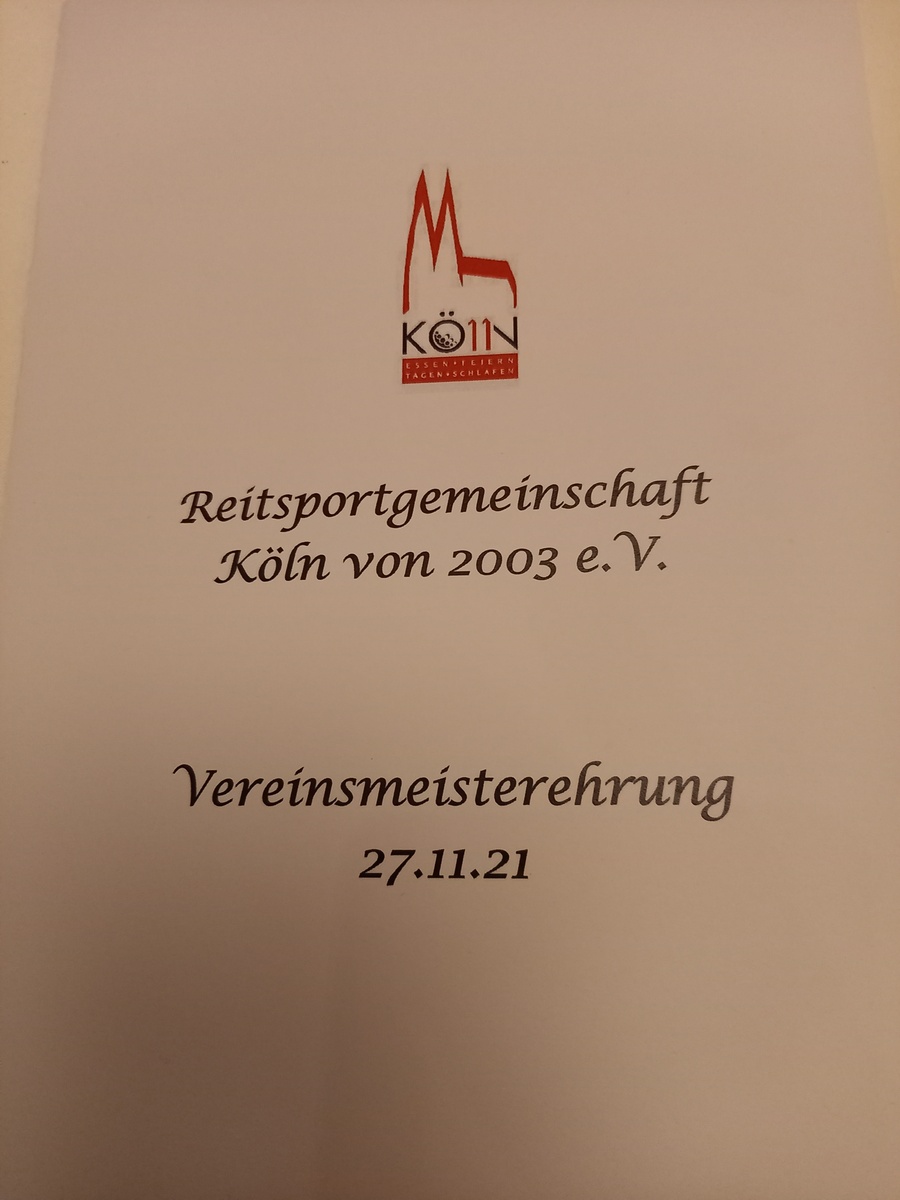 KÖ11N
ESSEN•FEIERN
TAGEN•SCHLAFEN
Reitsportgemeinschaft
Köln von 2003 e.V.
Vereinsmeisterehrung
27.11.21